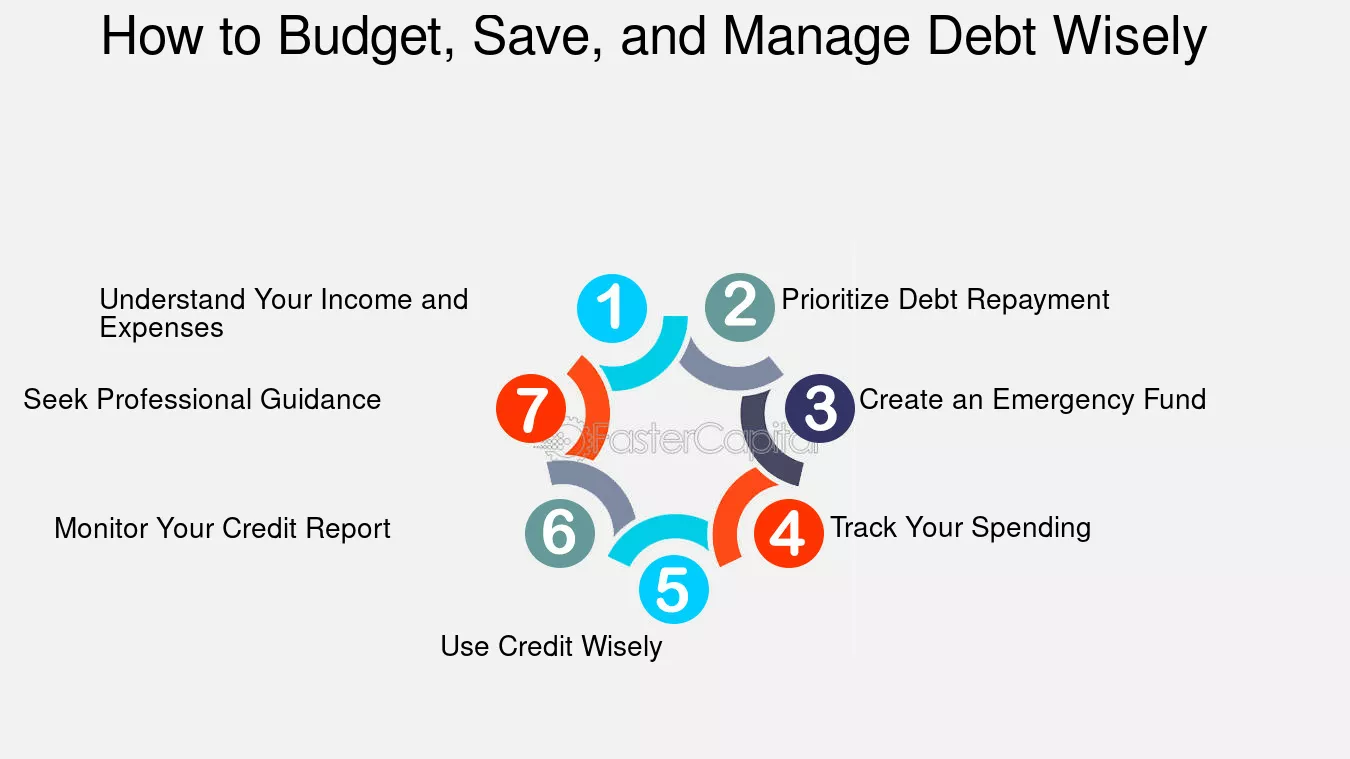 How to Budget, Save, and Manage Debt Wisely
1
Understand Your Income and
Expenses
2
Prioritize Debt Repayment
3
Create an Emergency Fund
4
Track Your Spending
5
Use Credit Wisely
6
Monitor Your Credit Report
7
Seek Professional Guidance
FasterCapital